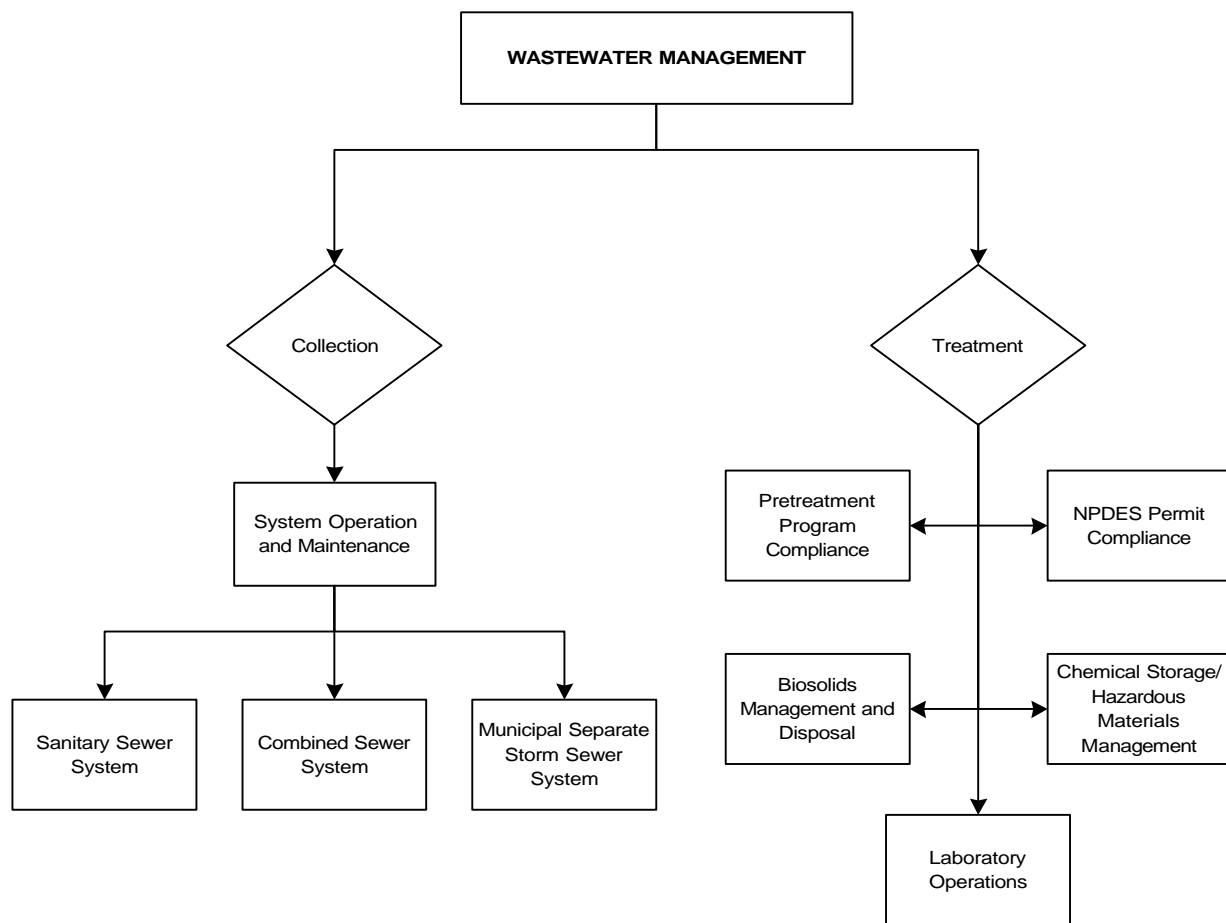 WASTEWATER MANAGEMENT
Collection
Treatment
System Operation
and Maintenance
Pretreatment
Program
Compliance
NPDES Permit
Compliance
Sanitary Sewer
System
Combined Sewer
System
Municipal Separate
Storm Sewer
System
Biosolids
Management and
Disposal
Chemical Storage/
Hazardous
Materials
Management
Laboratory
Operations